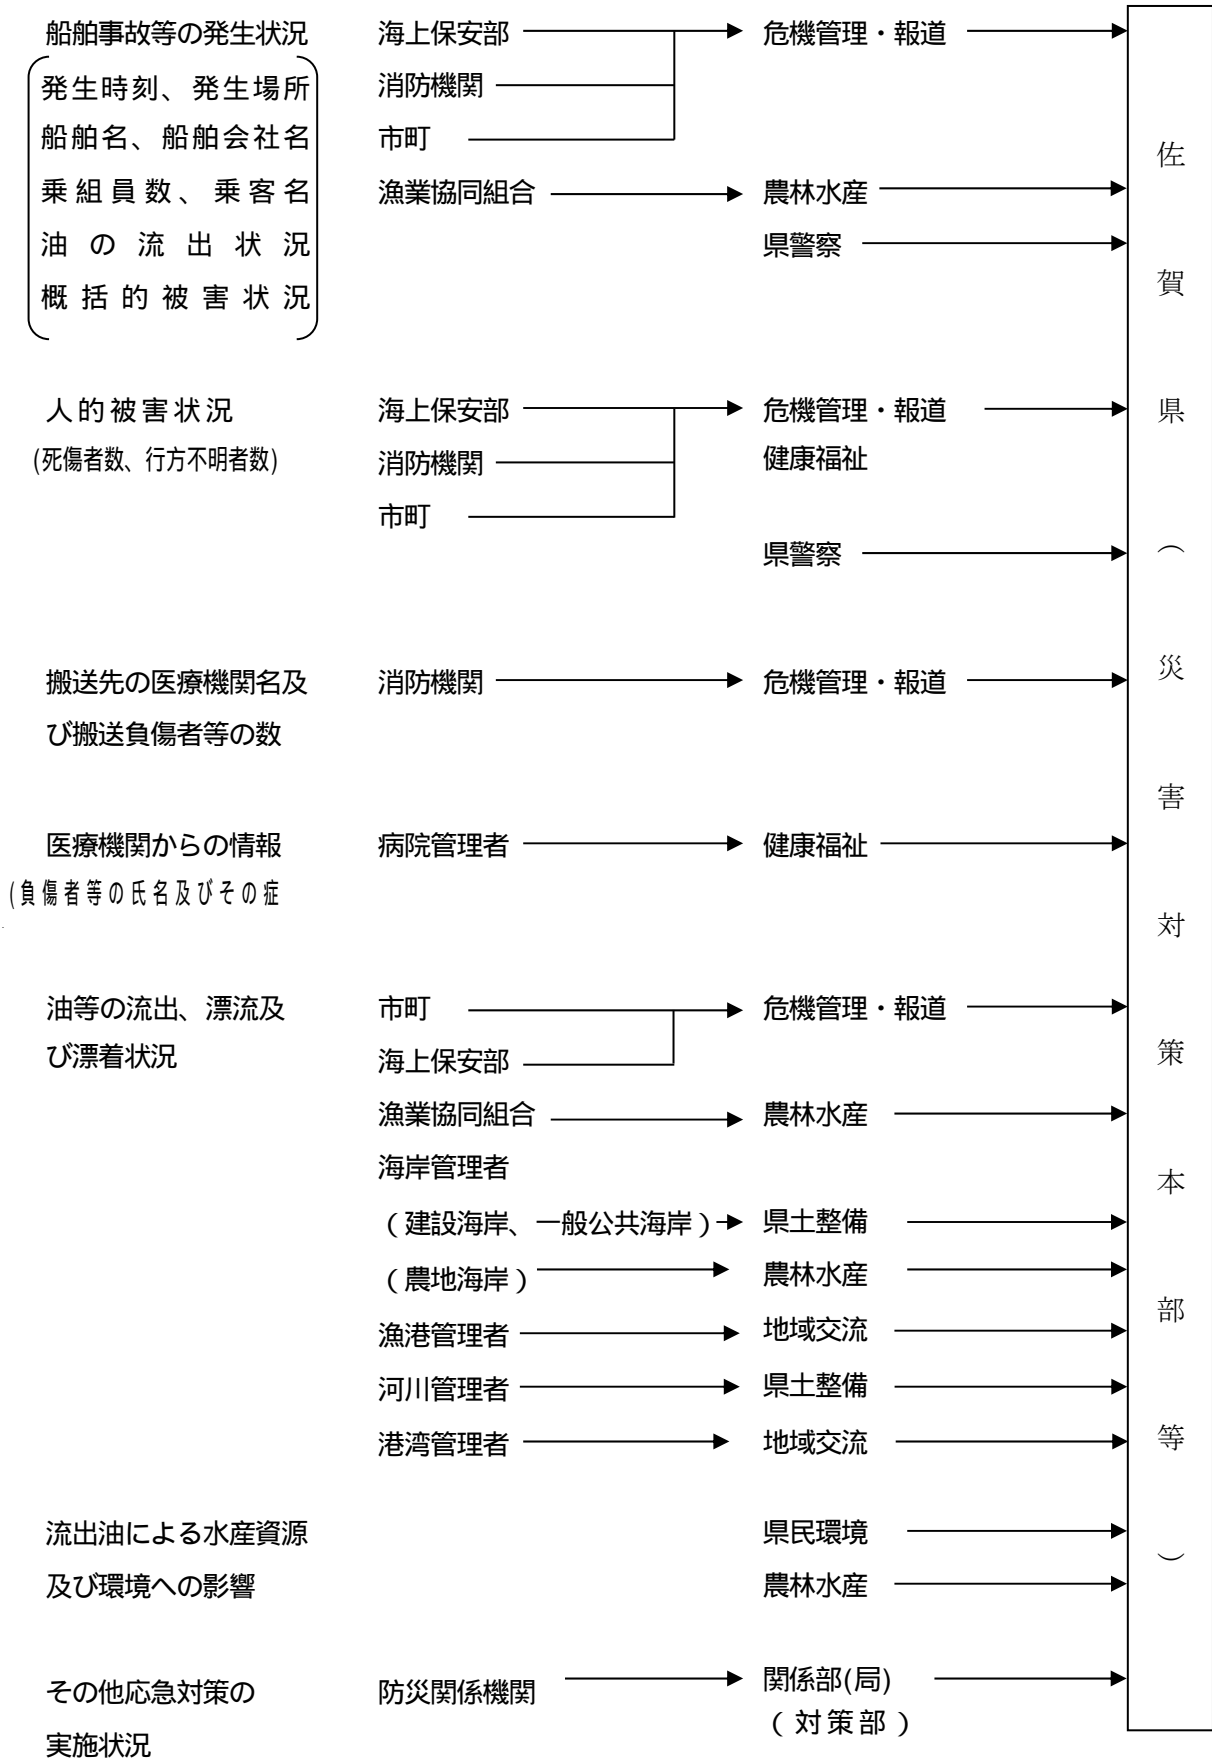 船舶事故等の発生状況 海上保安部 危機管理・報道
発生時刻、発生場所 消防機関
船舶名、船舶会社名 市町
乗組員数、乗客名 漁業協同組合 農林水産
油の流出状況 県警察
概括的被害状況
人的被害状況 海上保安部 危機管理・報道
(死傷者数、行方不明者数) 消防機関 健康福祉
市町
県警察
搬送先の医療機関名及 消防機関 危機管理・報道
び搬送負傷者等の数
医療機関からの情報 病院管理者 健康福祉
(負傷者等の氏名及びその症
油等の流出、漂流及 市町 危機管理・報道
び漂着状況 海上保安部
漁業協同組合 農林水産
海岸管理者
(建設海岸、一般公共海岸) 県土整備
(農地海岸) 農林水産
漁港管理者 地域交流
河川管理者 県土整備
港湾管理者 地域交流
流出油による水産資源 県民環境
及び環境への影響 農林水産
その他応急対策の 防災関係機関 関係部(局)
実施状況 (対策部)
佐賀県(災害対策本部等)